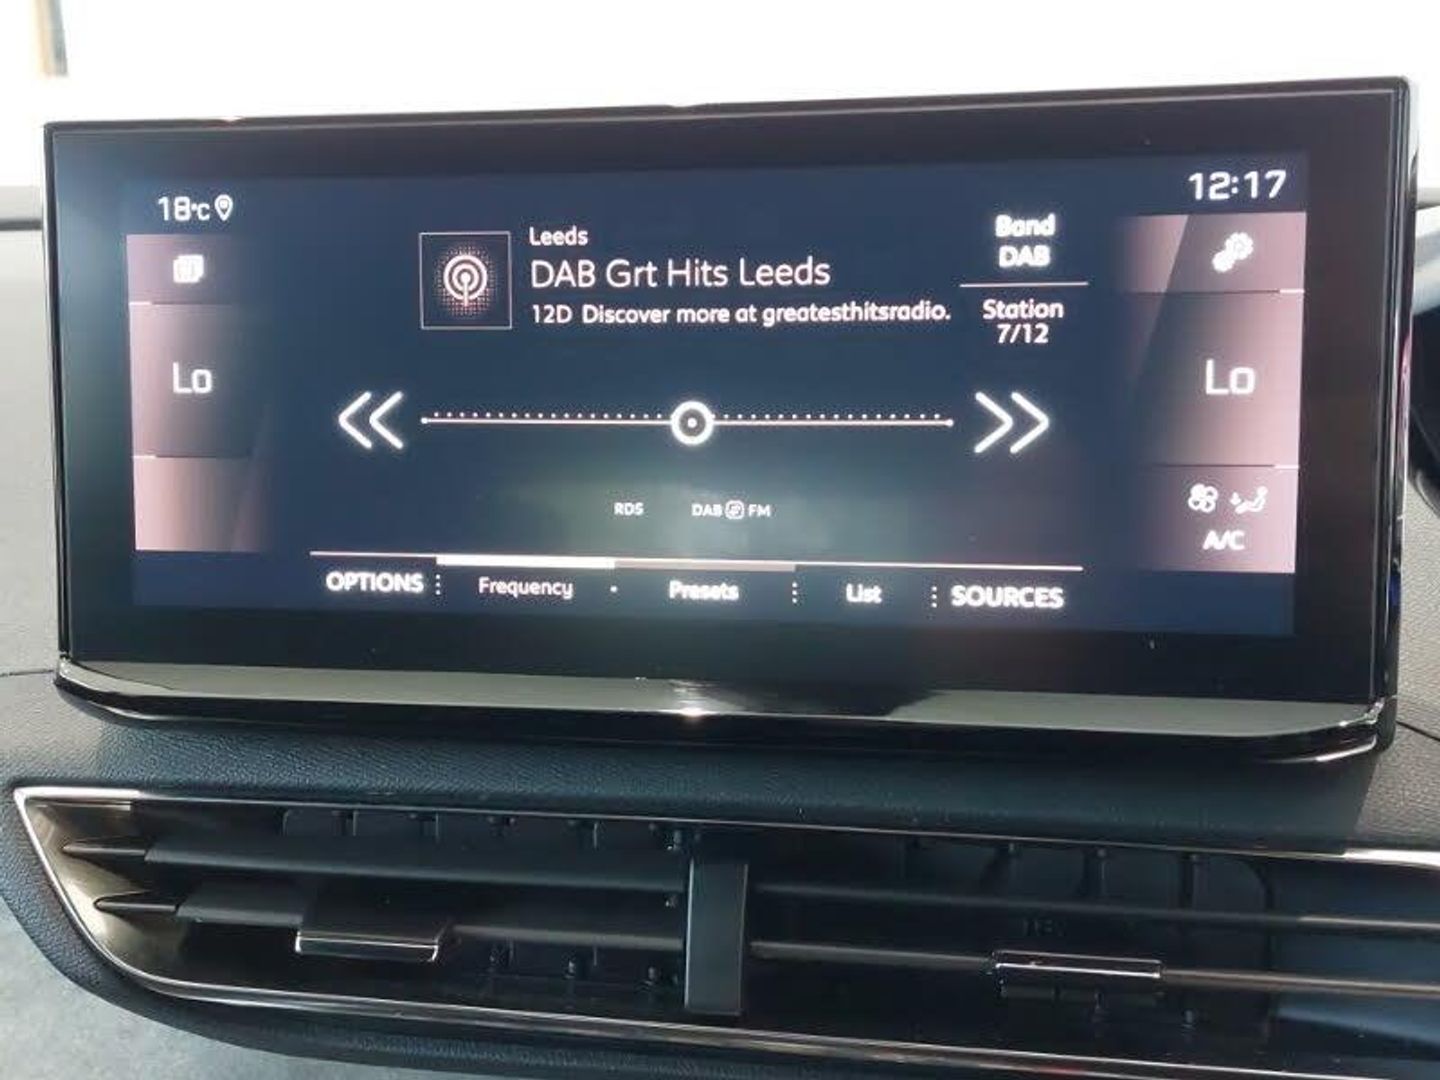 18°C
12:17
Leeds
DAB Grt Hits Leeds
12D Discover more at greatesthitsradio.
Band
DAB
Station
7/12
Lo
Lo
RDS
DAB FM
A/C
OPTIONS
Frequency
Presets
List
SOURCES